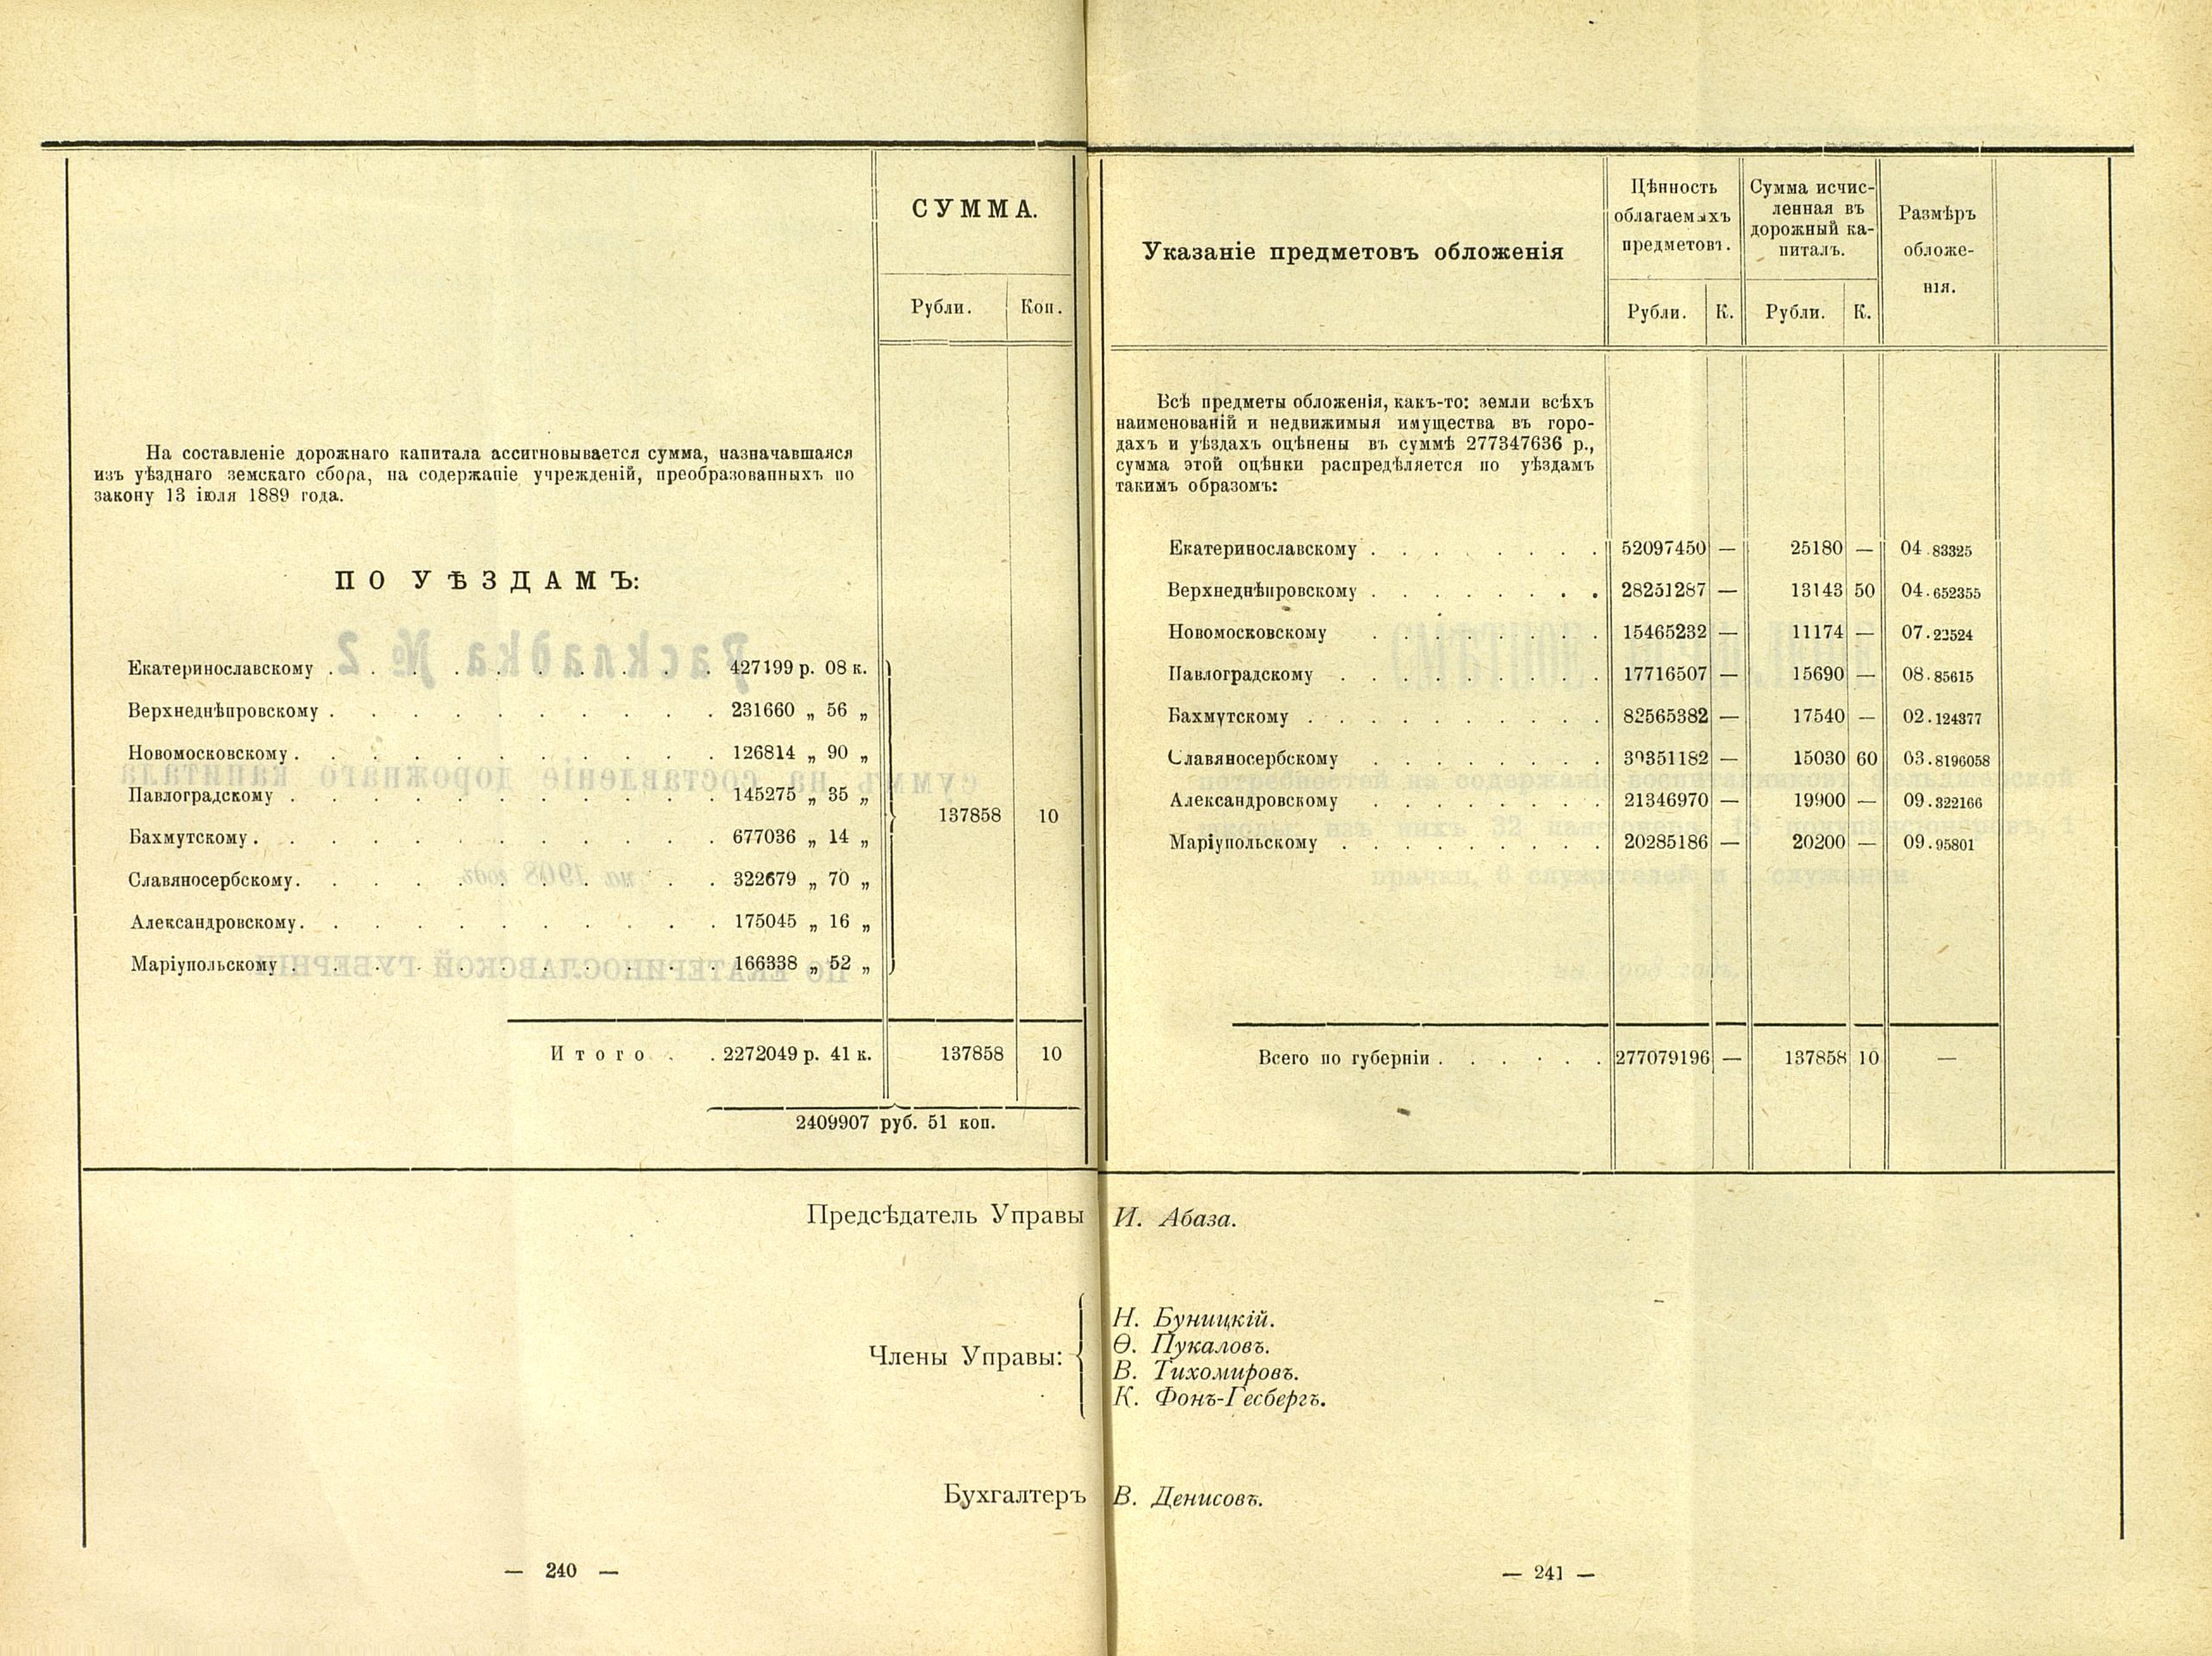 СУММА.
Рубли. Коп.
На составленіе дорожнаго капитала ассигновывается сумма, назначавшаяся
изъ уѣзднаго земскаго сбора, на содержаніе учрежденій, преобразованныхъ по
закону 13 іюля 1889 года.
ПО УѢЗДАМЪ:
Екатеринославскому . . . . . . . . . . 427199 р. 08 к.
Верхнеднѣпровскому . . . . . . . . . . 231660 „ 56 „
Новомосковскому . . . . . . . . . . . 126814 „ 90 „
Павлоградскому . . . . . . . . . . . 145275 „ 35 „
137858 10
Бахмутскому . . . . . . . . . . . . 677036 „ 14 „
Славяносербскому . . . . . . . . . . 322679 „ 70 „
Александровскому . . . . . . . . . . 175045 „ 16 „
Маріупольскому . . . . . . . . . . . 166338 „ 52 „
Итого . . 2272049 р. 41 к. 137858 10
2409907 руб. 51 коп.
Предсѣдатель Управы
Члены Управы:
Бухгалтеръ
— 240 —
Указаніе предметовъ обложенія
Цѣнность
облагаемыхъ
предметовъ.
Рубли. К.
Сумма исчис-
ленная въ
дорожный ка-
питалъ.
Рубли. К.
Размѣръ
обложе-
нія.
Всѣ предметы обложенія, какъ-то: земли всѣхъ
наименованій и недвижимыя имущества въ горо-
дахъ и уѣздахъ оцѣнены въ суммѣ 277347636 р.,
сумма этой оцѣнки распредѣляется по уѣздамъ
такимъ образомъ:
Екатеринославскому . . . . . . . . 52097450 — 25180 — 04.83325
Верхнеднѣпровскому . . . . . . . . 28251287 — 13143 50 04.652355
Новомосковскому . . . . . . . . 15465232 — 11174 — 07.22524
Павлоградскому . . . . . . . . . 17716507 — 15690 — 08.85615
Бахмутскому . . . . . . . . . . 82565382 — 17540 — 02.124377
Славяносербскому . . . . . . . . 39351182 — 15030 60 03.8196058
Александровскому . . . . . . . . 21346970 — 19900 — 09.322166
Маріупольскому . . . . . . . . . 20285186 — 20200 — 09.95801
Всего по губерніи . . . . . . 277079196 — 137858 10 —
И. Абаза.
Н. Буницкій.
Ѳ. Пукаловъ.
В. Тихомировъ.
К. Фонъ-Гесбергъ.
В. Денисовъ.
— 241 —